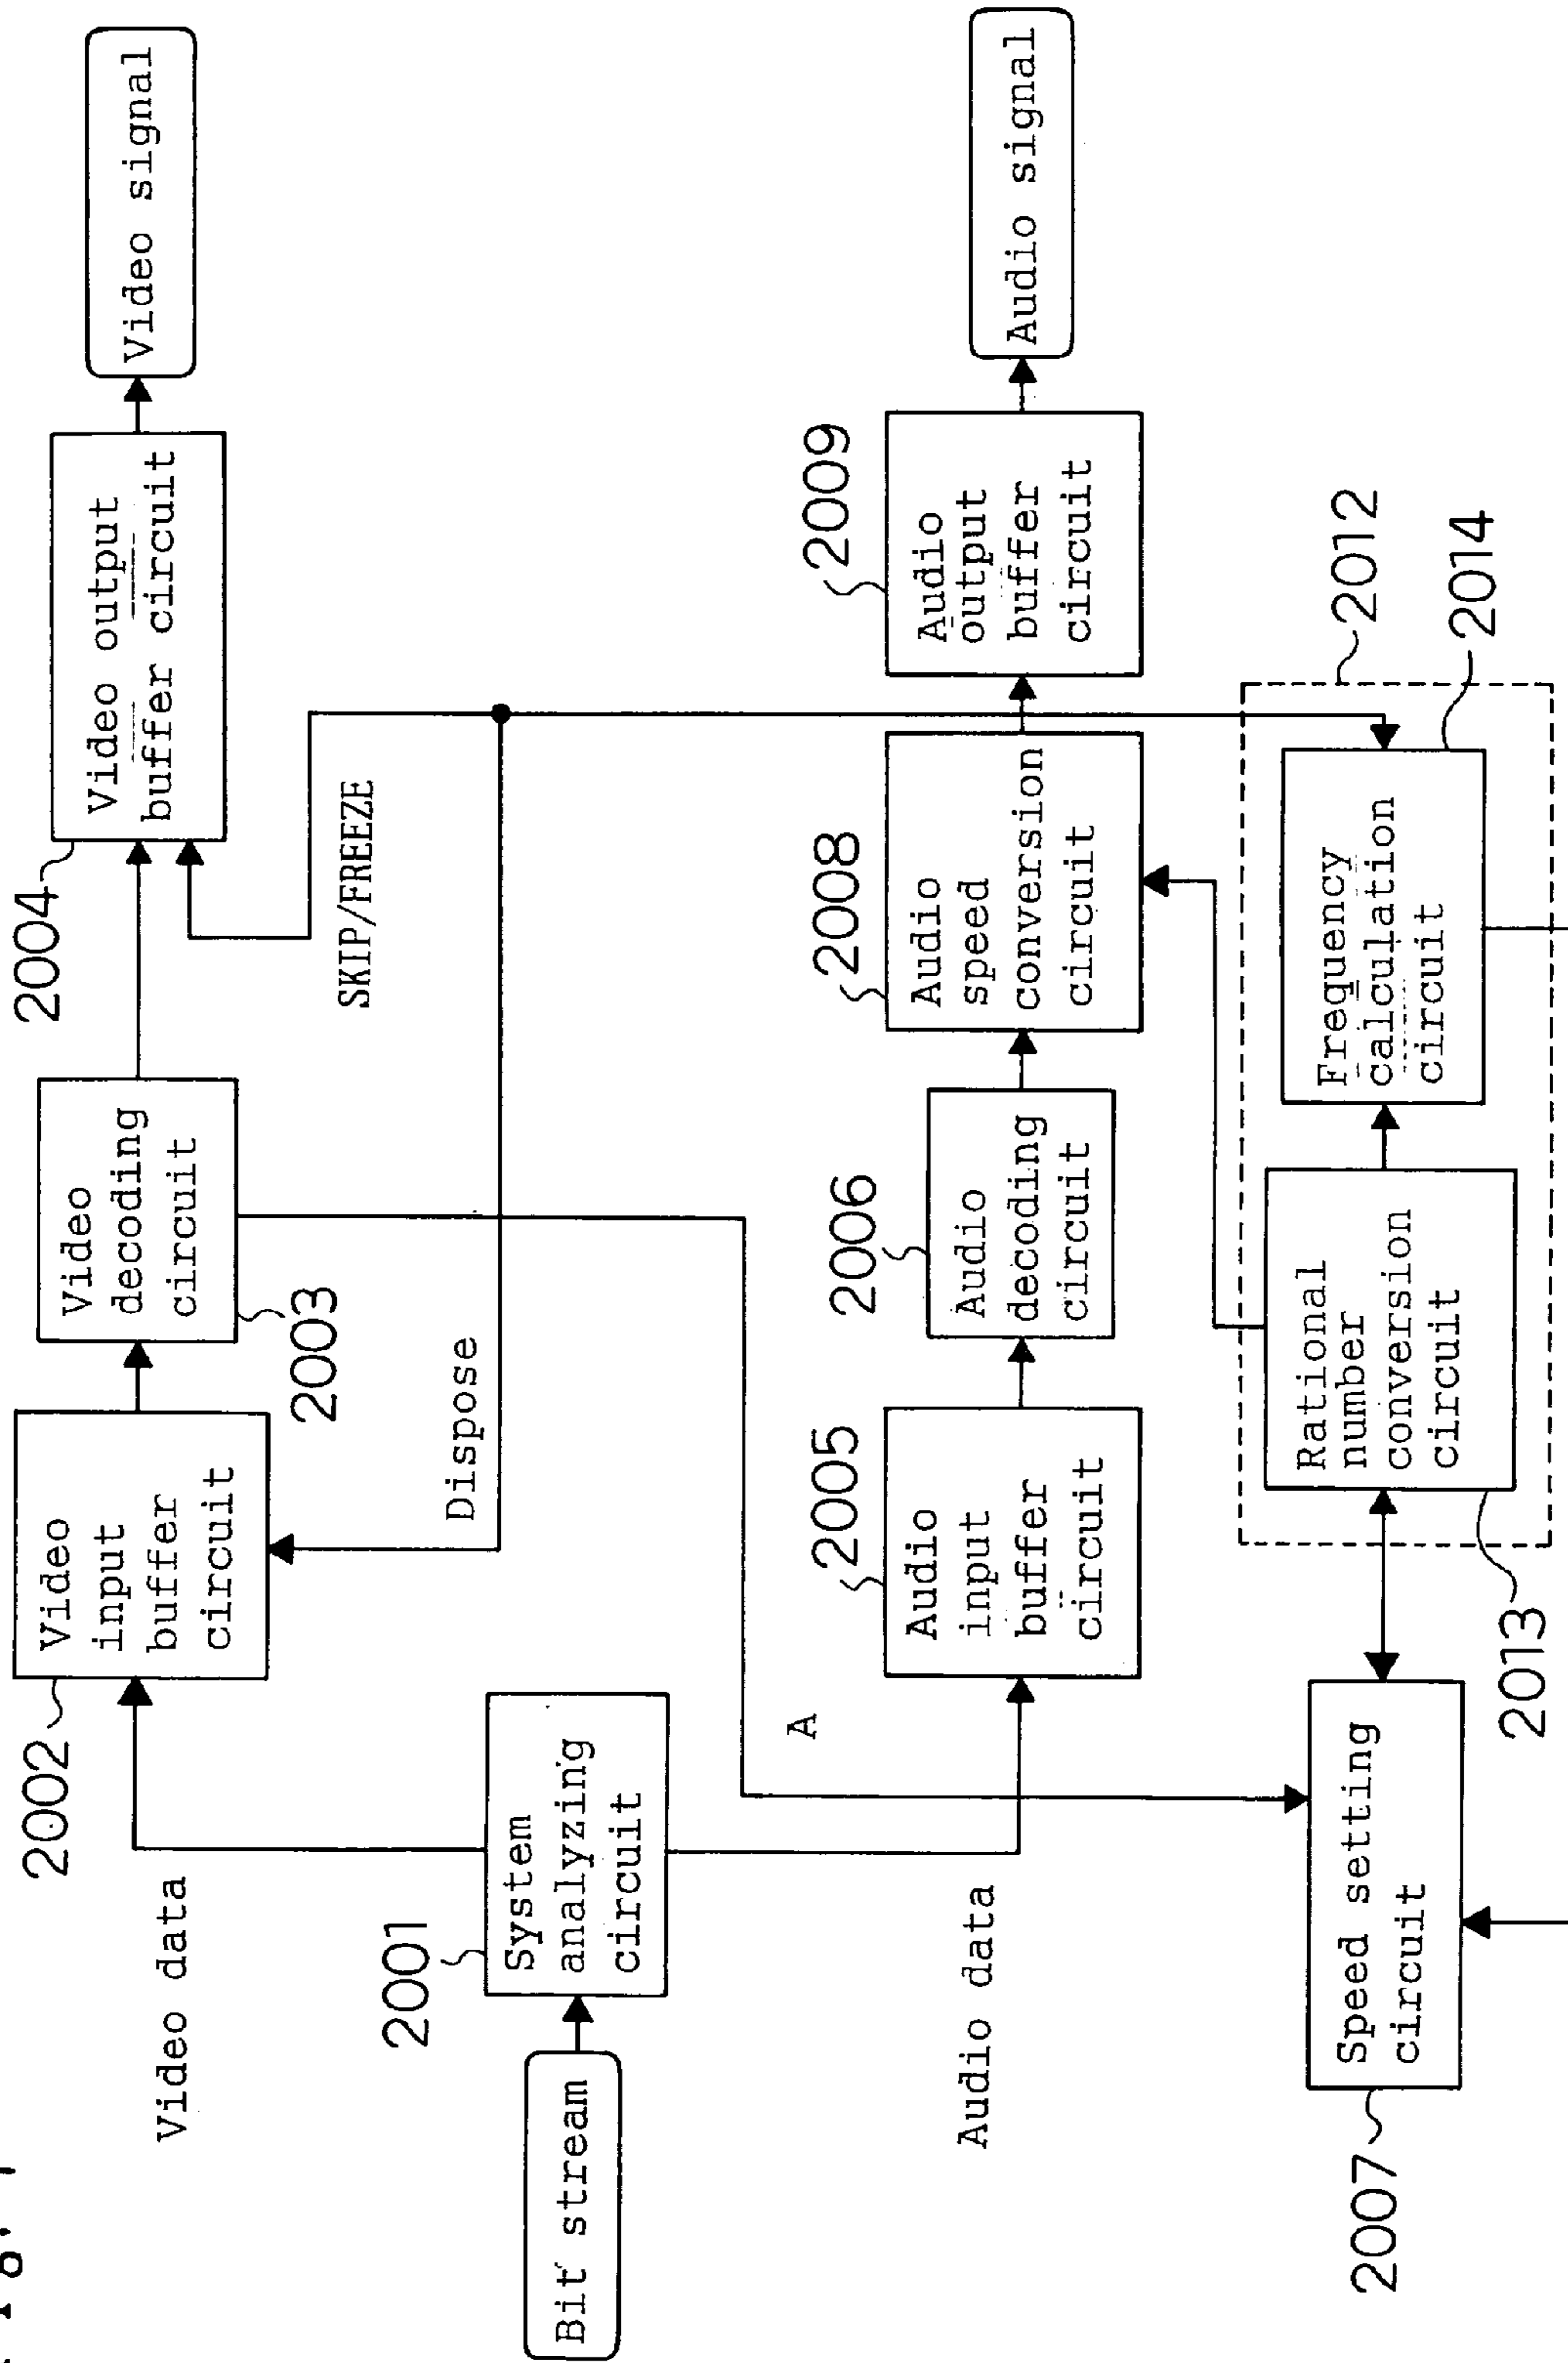 Video data
2002
Video
input
buffer
circuit
2003
Video
decoding
circuit
2004
Video output
buffer circuit
Video signal
SKIP/FREEZE
Dispose
Bit stream
2001
System
analyzing
circuit
A
Audio data
2005
Audio
input
buffer
circuit
2006
Audio
decoding
circuit
2008
Audio
speed
conversion
circuit
2009
Audio
output
buffer
circuit
Audio signal
2007
Speed setting
circuit
2013
Rational
number
conversion
circuit
2012
2014
Frequency
calculation
circuit